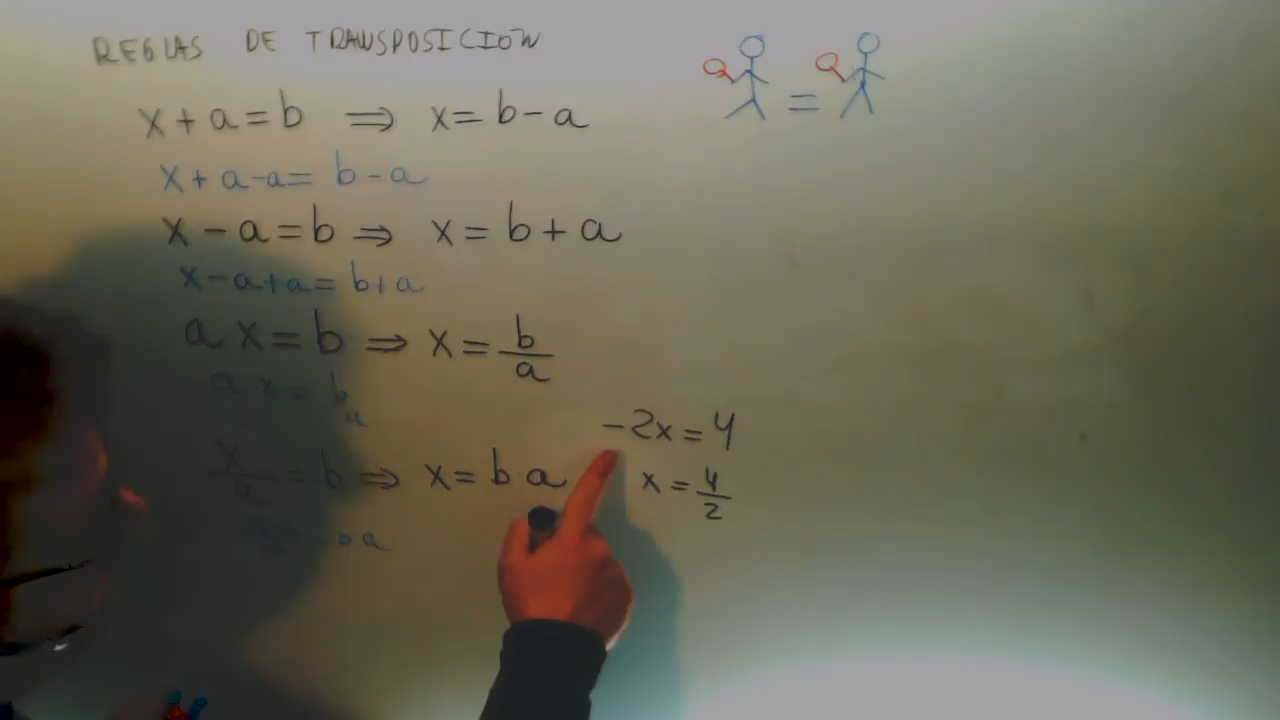 REGLAS DE TRANSPOSICION
x + a = b ⇒ x = b - a
x + a - a = b - a
x - a = b ⇒ x = b + a
x - a + a = b + a
a x = b ⇒ x = b/a
a x = b a
x/a = b ⇒ x = b a
b a
-2x = 4
x = 4/2
=